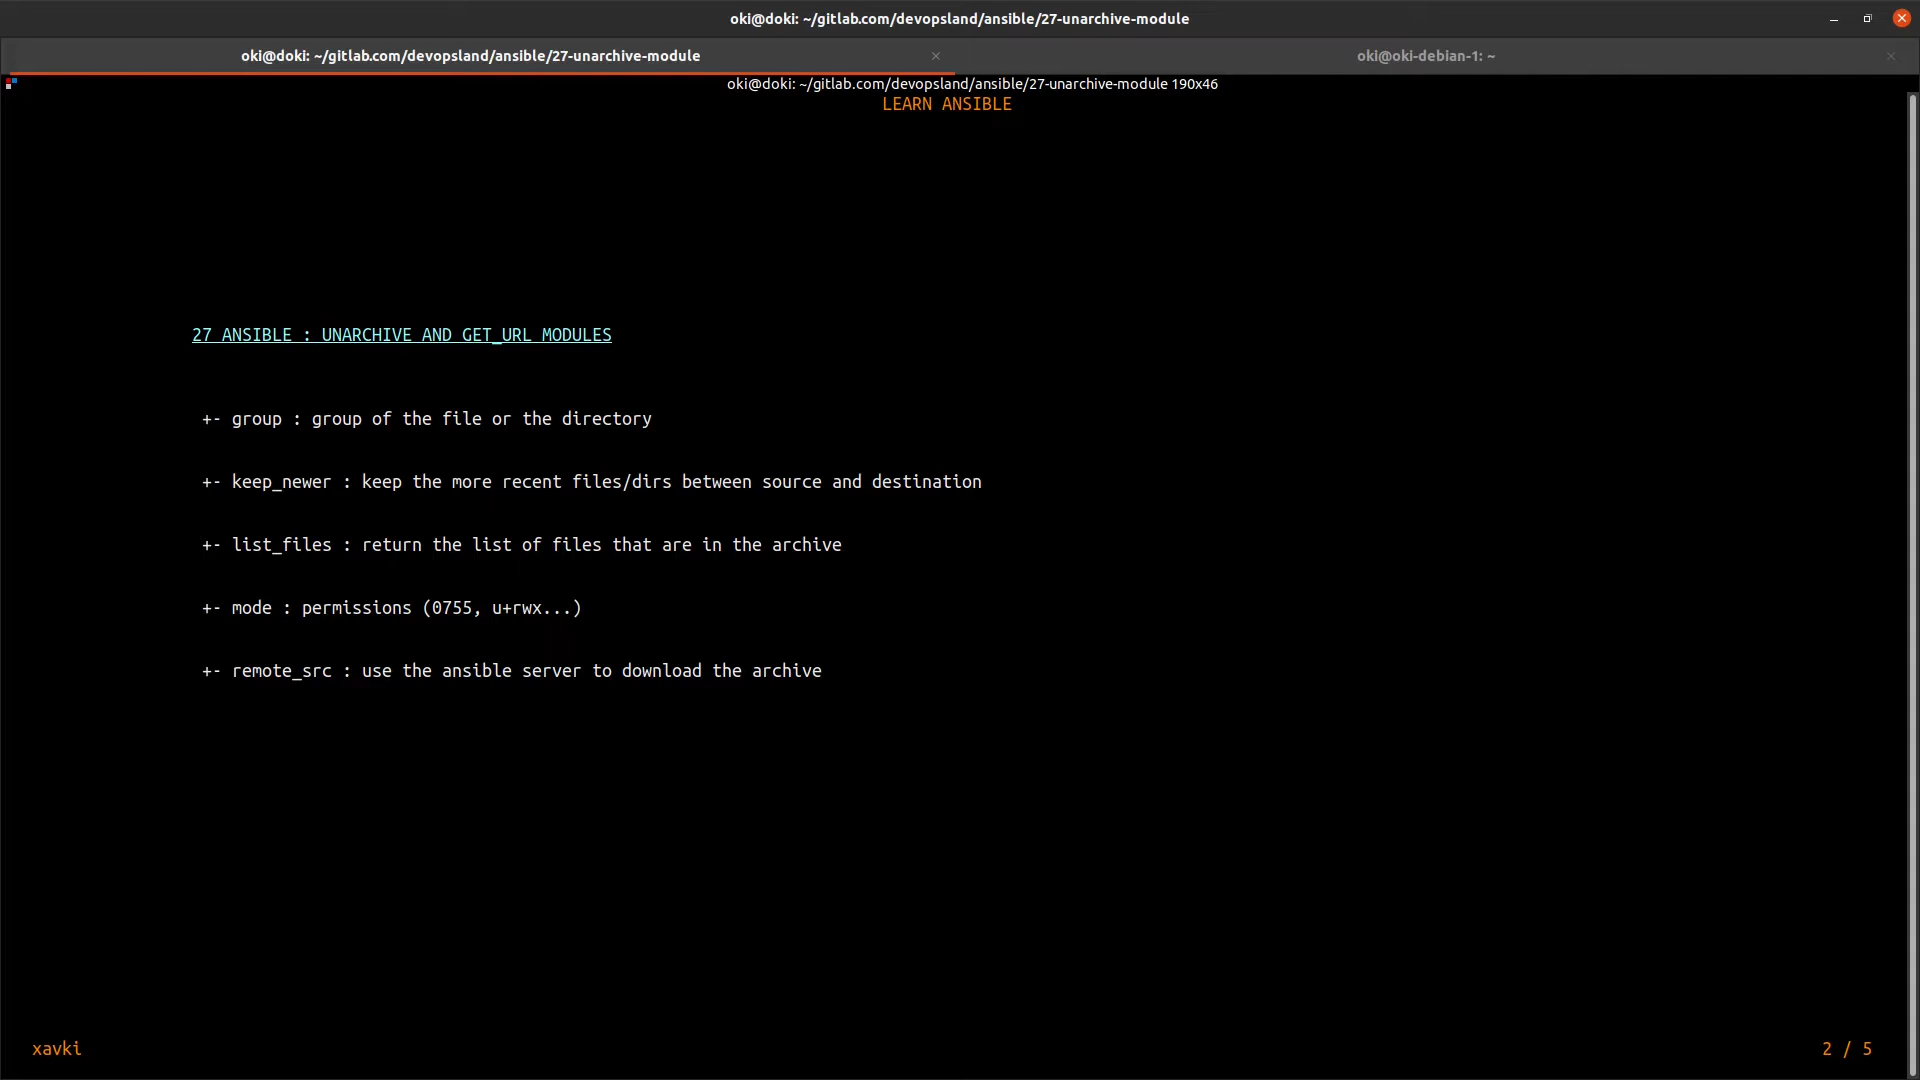 oki@doki: ~/gitlab.com/devopsland/ansible/27-unarchive-module
oki@doki: ~/gitlab.com/devopsland/ansible/27-unarchive-module
oki@oki-debian-1: ~
oki@doki: ~/gitlab.com/devopsland/ansible/27-unarchive-module 190x46
LEARN ANSIBLE
27 ANSIBLE : UNARCHIVE AND GET_URL MODULES
+- group : group of the file or the directory
+- keep_newer : keep the more recent files/dirs between source and destination
+- list_files : return the list of files that are in the archive
+- mode : permissions (0755, u+rwx...)
+- remote_src : use the ansible server to download the archive
xavki
2 / 5